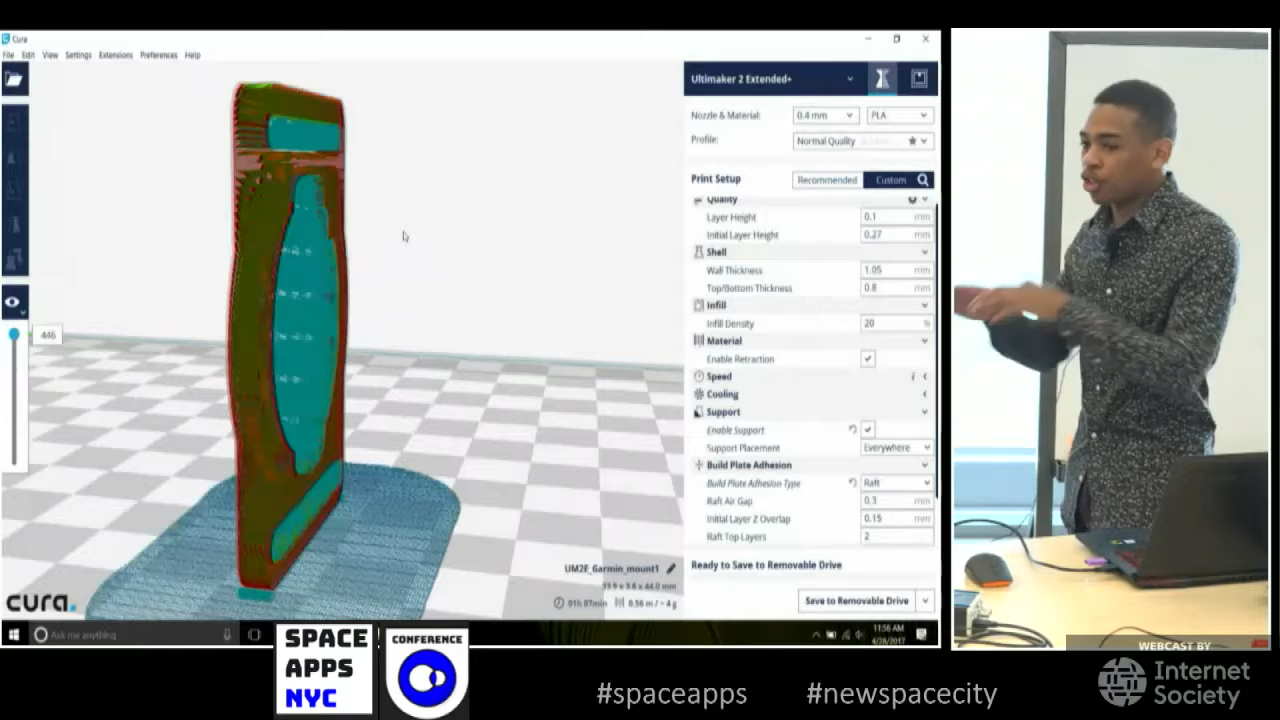 Cura
File Edit View Settings Extensions Preferences Help
Ultimaker 2 Extended+
Nozzle & Material: 0.4 mm PLA
Profile: Normal Quality
Print Setup Recommended Custom
Quality
Layer Height 0.1 mm
Initial Layer Height 0.27 mm
Shell
Wall Thickness 1.05 mm
Top/Bottom Thickness 0.8 mm
Infill
Infill Density 20 %
446
Material
Enable Retraction
Speed
Cooling
Support
Enable Support
Support Placement Everywhere
Build Plate Adhesion
Build Plate Adhesion Type Raft
Raft Air Gap 0.3 mm
Initial Layer Z Overlap 0.15 mm
Raft Top Layers 2
UM2E_Garmin_mount1
Ready to Save to Removable Drive
01h 07min 0.56 m / ~ 4 g
cura.
Save to Removable Drive
Ask me anything
11:56 AM
4/28/2017
SPACE
APPS
NYC
CONFERENCE
#spaceapps #newspacecity
WEBCAST BY
Internet
Society